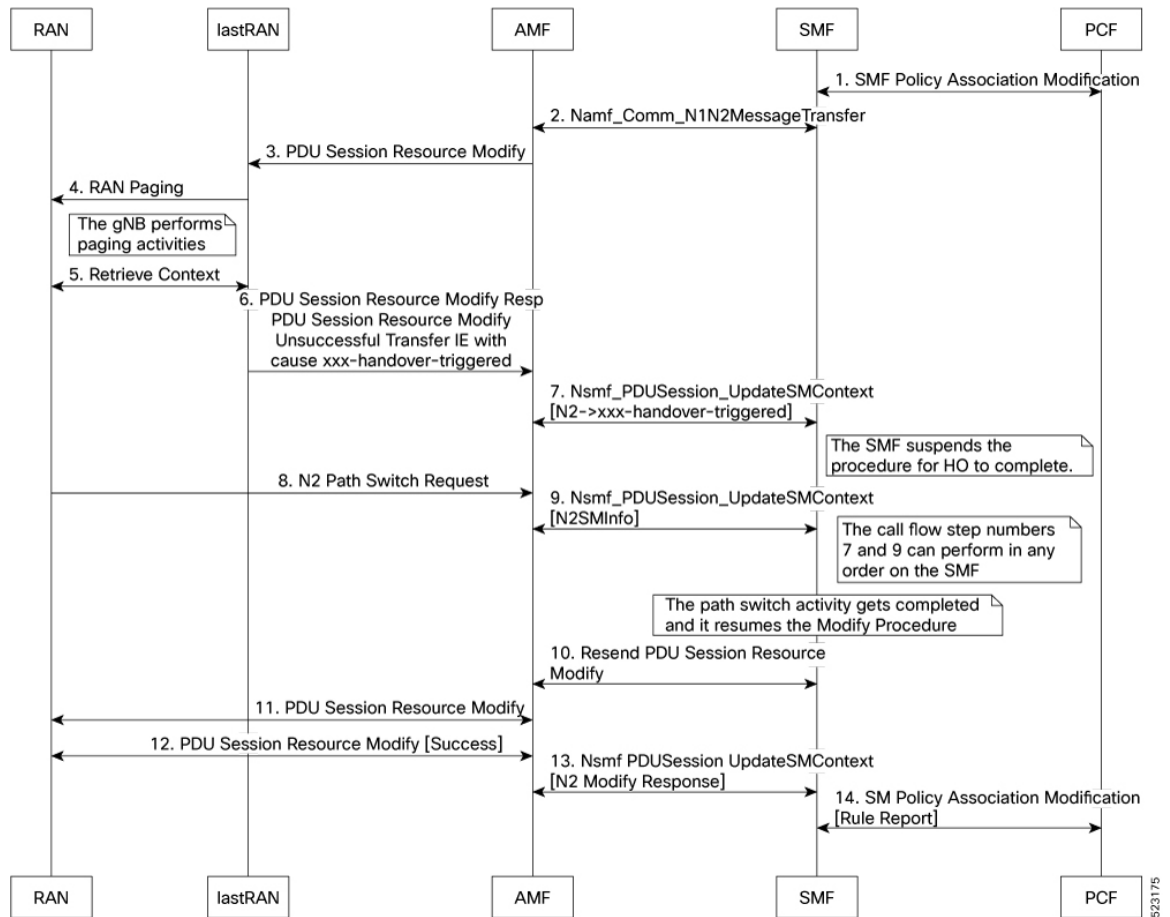 RAN
lastRAN
AMF
SMF
PCF
1. SMF Policy Association Modification
2. Namf_Comm_N1N2MessageTransfer
3. PDU Session Resource Modify
4. RAN Paging
The gNB performs
paging activities
5. Retrieve Context
6. PDU Session Resource Modify Resp
PDU Session Resource Modify
Unsuccessful Transfer IE with
cause xxx-handover-triggered
7. Nsmf_PDUSession_UpdateSMContext
[N2->xxx-handover-triggered]
The SMF suspends the
procedure for HO to complete.
8. N2 Path Switch Request
9. Nsmf_PDUSession_UpdateSMContext
[N2SMInfo]
The call flow step numbers
7 and 9 can perform in any
order on the SMF
The path switch activity gets completed
and it resumes the Modify Procedure
10. Resend PDU Session Resource
Modify
11. PDU Session Resource Modify
12. PDU Session Resource Modify [Success]
13. Nsmf PDUSession UpdateSMContext
[N2 Modify Response]
14. SM Policy Association Modification
[Rule Report]
RAN
lastRAN
AMF
SMF
PCF
523175